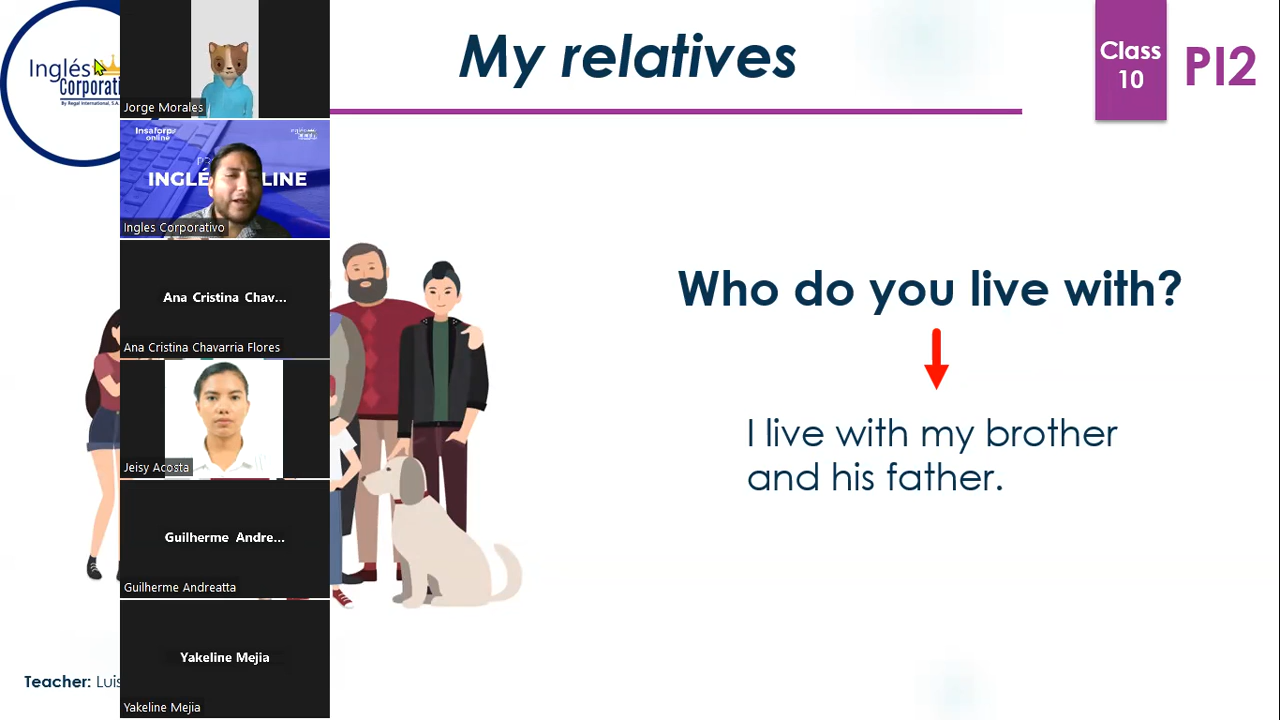 My relatives
Class
10
PI2
Inglés
Corporati
By Regal International, S.A.
Jorge Morales
Insaforp
online
INGLÉ LINE
Ingles Corporativo
Ana Cristina Chav...
Ana Cristina Chavarria Flores
Jeisy Acosta
Guilherme Andre...
Guilherme Andreatta
Yakeline Mejia
Yakeline Mejia
Who do you live with?
I live with my brother
and his father.
Teacher: Luis